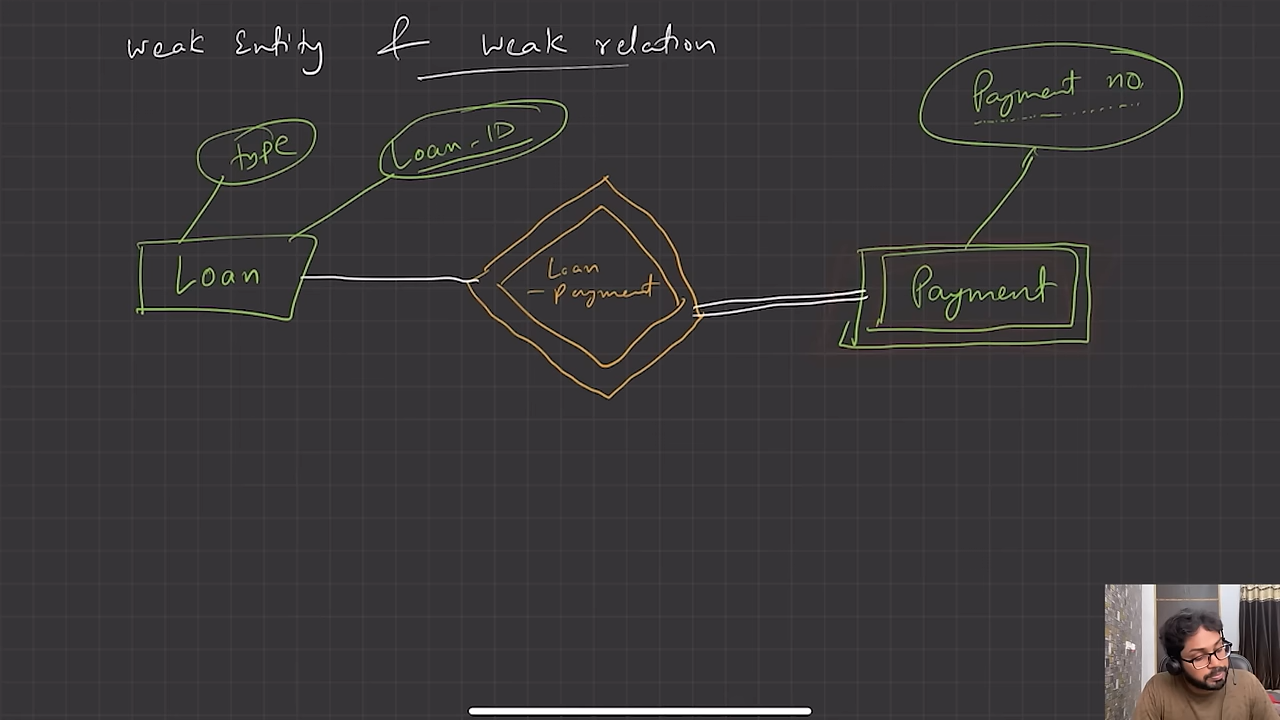 weak Entity & weak relation
Payment no.
type
Loan_ID
Loan
Loan
- payment
Payment